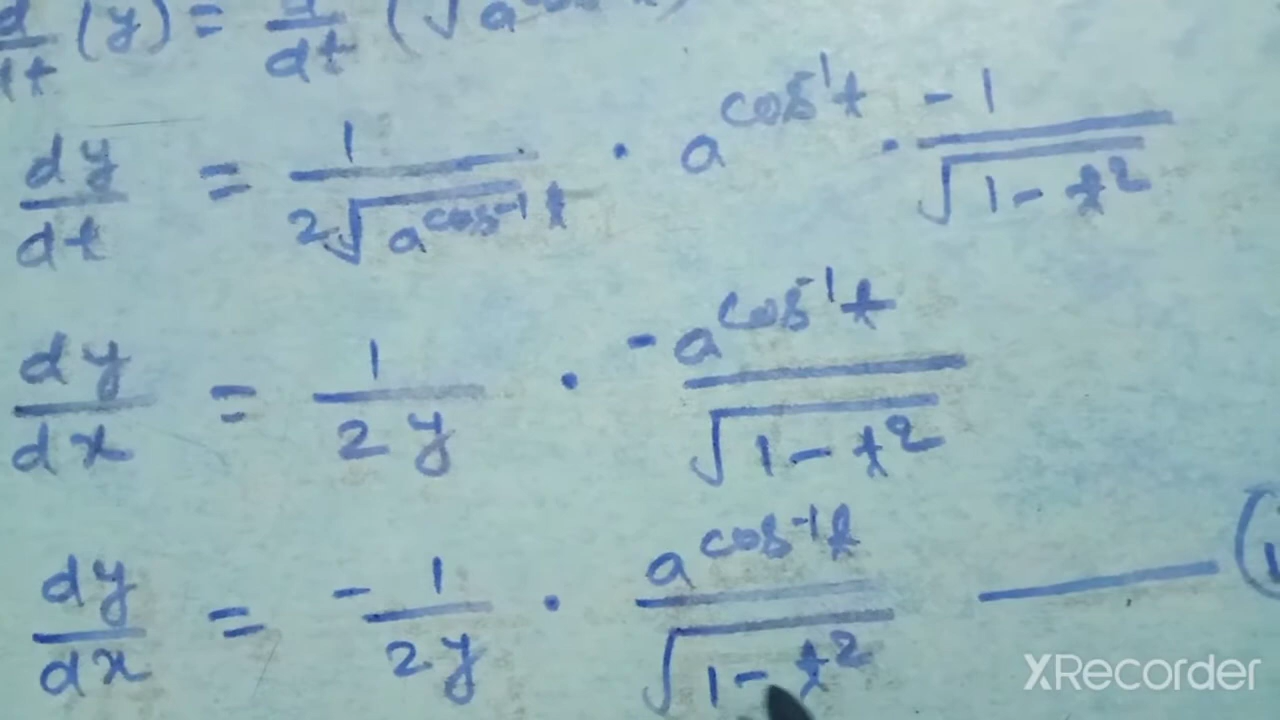 d/dt (y) = d/dt (√a^cos
dy/dt = 1/2√a^cos⁻¹t · a^cos⁻¹t · -1/√1-t²
dy/dx = 1/2y · -a^cos⁻¹t/√1-t²
dy/dx = -1/2y · a^cos⁻¹t/√1-t² —— (i
XRecorder